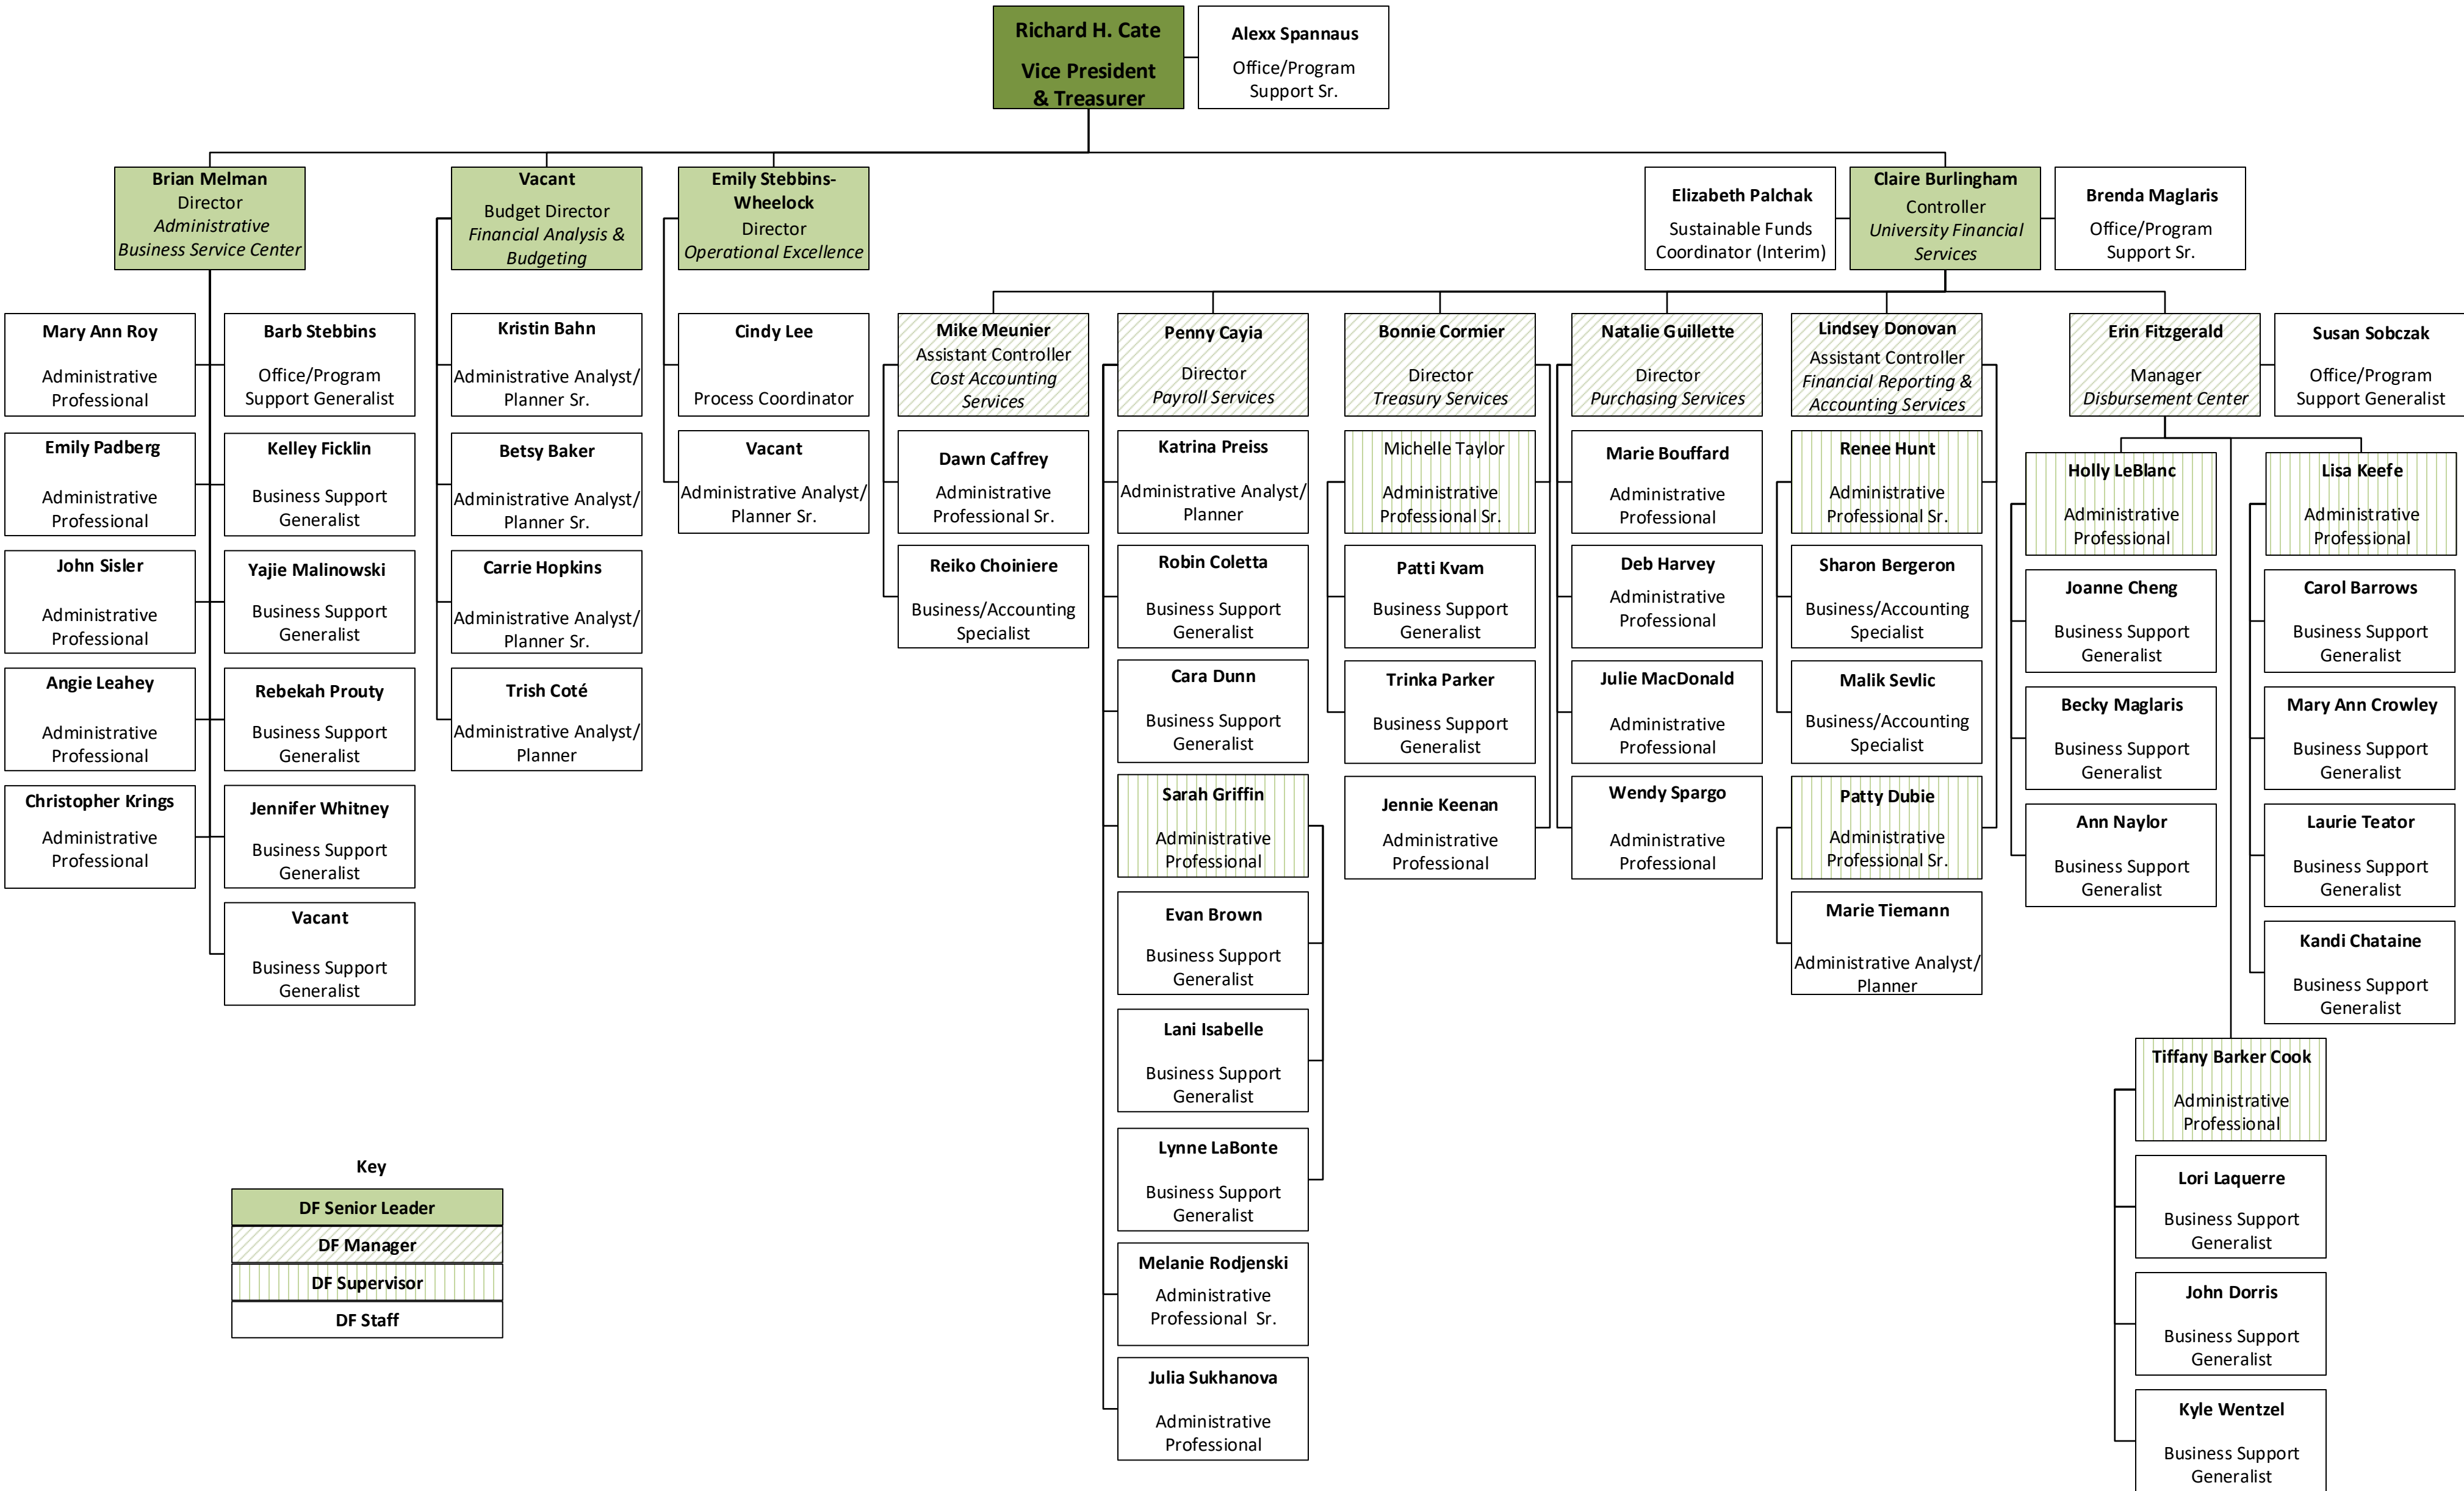 Richard H. Cate
Vice President
& Treasurer
Alexx Spannaus
Office/Program
Support Sr.
Brian Melman
Director
Administrative
Business Service Center
Vacant
Budget Director
Financial Analysis &
Budgeting
Emily Stebbins-
Wheelock
Director
Operational Excellence
Elizabeth Palchak
Sustainable Funds
Coordinator (Interim)
Claire Burlingham
Controller
University Financial
Services
Brenda Maglaris
Office/Program
Support Sr.
Mary Ann Roy
Administrative
Professional
Emily Padberg
Administrative
Professional
John Sisler
Administrative
Professional
Angie Leahey
Administrative
Professional
Christopher Krings
Administrative
Professional
Barb Stebbins
Office/Program
Support Generalist
Kelley Ficklin
Business Support
Generalist
Yajie Malinowski
Business Support
Generalist
Rebekah Prouty
Business Support
Generalist
Jennifer Whitney
Business Support
Generalist
Vacant
Business Support
Generalist
Kristin Bahn
Administrative Analyst/
Planner Sr.
Betsy Baker
Administrative Analyst/
Planner Sr.
Carrie Hopkins
Administrative Analyst/
Planner Sr.
Trish Coté
Administrative Analyst/
Planner
Cindy Lee
Process Coordinator
Vacant
Administrative Analyst/
Planner Sr.
Mike Meunier
Assistant Controller
Cost Accounting
Services
Dawn Caffrey
Administrative
Professional Sr.
Reiko Choiniere
Business/Accounting
Specialist
Penny Cayia
Director
Payroll Services
Katrina Preiss
Administrative Analyst/
Planner
Robin Coletta
Business Support
Generalist
Cara Dunn
Business Support
Generalist
Sarah Griffin
Administrative
Professional
Evan Brown
Business Support
Generalist
Lani Isabelle
Business Support
Generalist
Lynne LaBonte
Business Support
Generalist
Melanie Rodjenski
Administrative
Professional Sr.
Julia Sukhanova
Administrative
Professional
Bonnie Cormier
Director
Treasury Services
Michelle Taylor
Administrative
Professional Sr.
Patti Kvam
Business Support
Generalist
Trinka Parker
Business Support
Generalist
Jennie Keenan
Administrative
Professional
Natalie Guillette
Director
Purchasing Services
Marie Bouffard
Administrative
Professional
Deb Harvey
Administrative
Professional
Julie MacDonald
Administrative
Professional
Wendy Spargo
Administrative
Professional
Lindsey Donovan
Assistant Controller
Financial Reporting &
Accounting Services
Renee Hunt
Administrative
Professional Sr.
Sharon Bergeron
Business/Accounting
Specialist
Malik Sevlic
Business/Accounting
Specialist
Patty Dubie
Administrative
Professional Sr.
Marie Tiemann
Administrative Analyst/
Planner
Erin Fitzgerald
Manager
Disbursement Center
Susan Sobczak
Office/Program
Support Generalist
Holly LeBlanc
Administrative
Professional
Joanne Cheng
Business Support
Generalist
Becky Maglaris
Business Support
Generalist
Ann Naylor
Business Support
Generalist
Lisa Keefe
Administrative
Professional
Carol Barrows
Business Support
Generalist
Mary Ann Crowley
Business Support
Generalist
Laurie Teator
Business Support
Generalist
Kandi Chataine
Business Support
Generalist
Tiffany Barker Cook
Administrative
Professional
Lori Laquerre
Business Support
Generalist
John Dorris
Business Support
Generalist
Kyle Wentzel
Business Support
Generalist
Key
DF Senior Leader
DF Manager
DF Supervisor
DF Staff